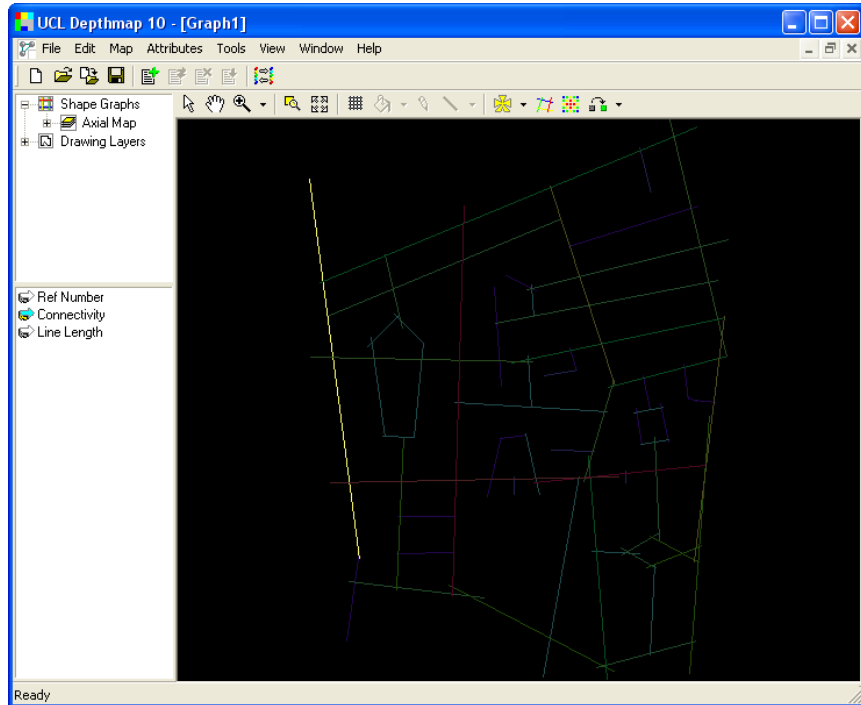 UCL Depthmap 10 - [Graph1]
File Edit Map Attributes Tools View Window Help
Shape Graphs
Axial Map
Drawing Layers
Ref Number
Connectivity
Line Length
Ready